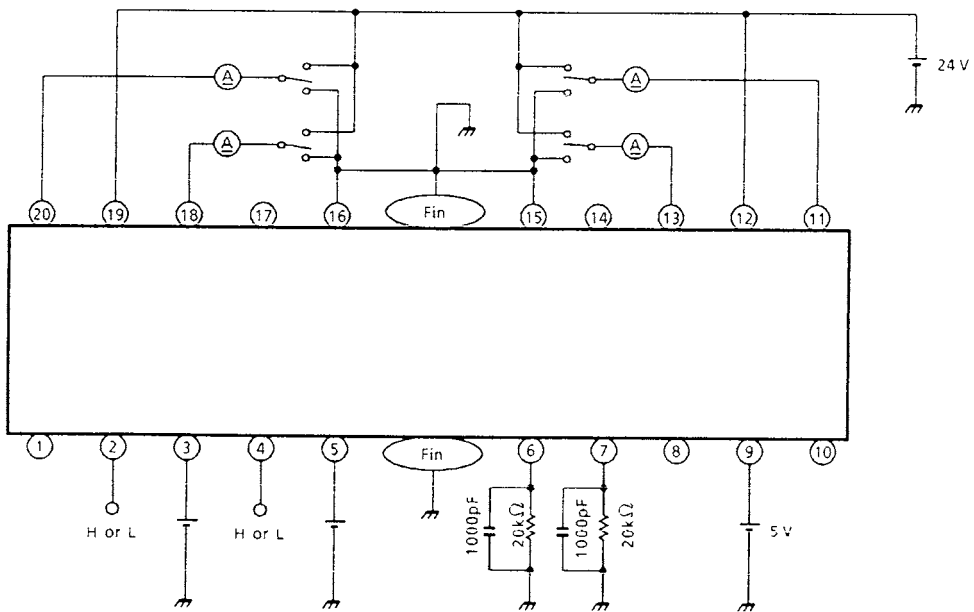 24 V
A A
A A
20 19 18 17 16 Fin 15 14 13 12 11
1 2 3 4 5 Fin 6 7 8 9 10
H or L H or L 1000pF 20kΩ 1000pF 20kΩ 5 V